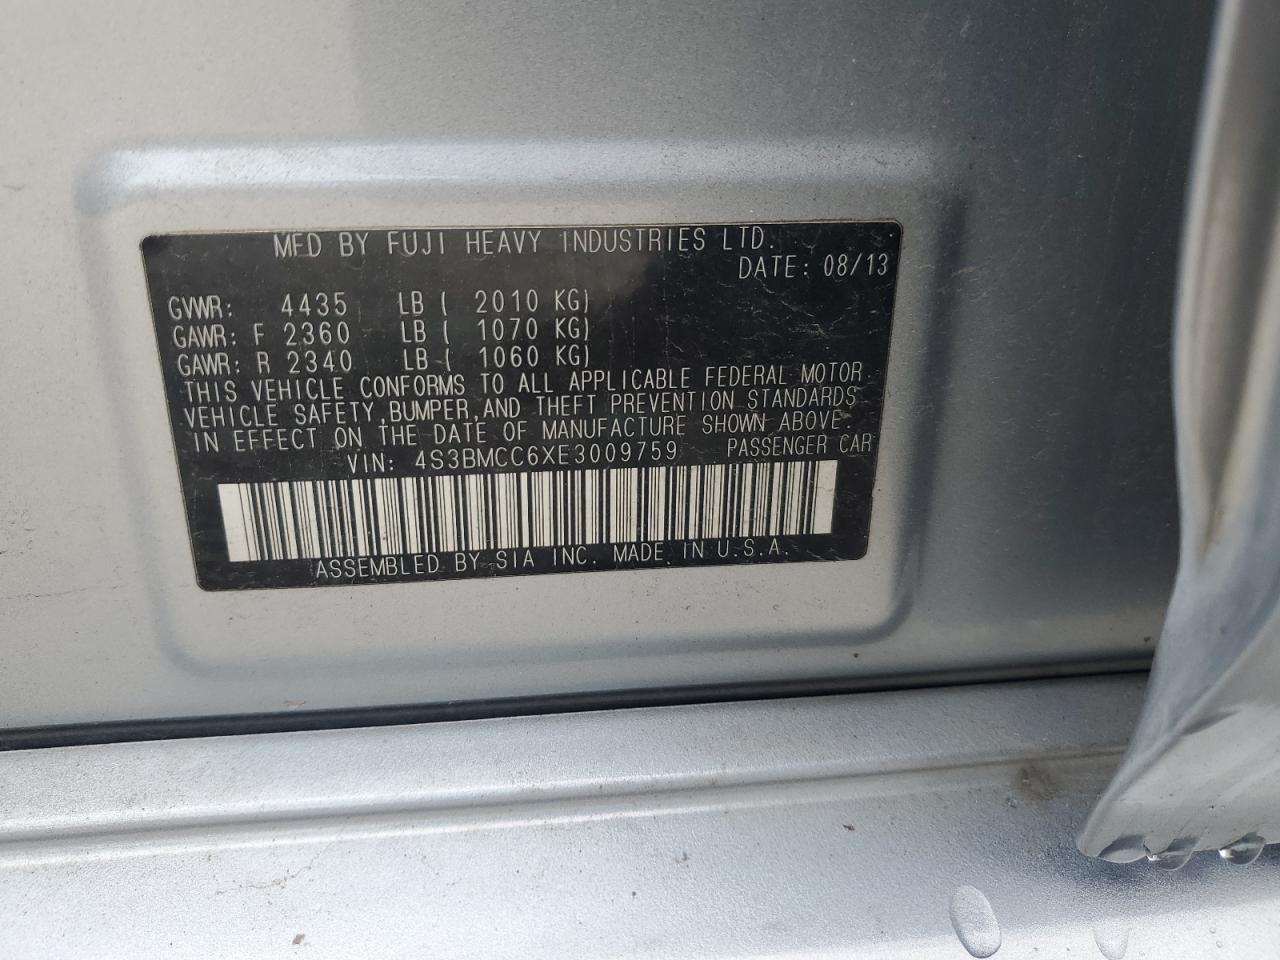 MFD BY FUJI HEAVY INDUSTRIES LTD.
DATE: 08/13
GVWR: 4435 LB ( 2010 KG)
GAWR: F 2360 LB ( 1070 KG)
GAWR: R 2340 LB ( 1060 KG)
THIS VEHICLE CONFORMS TO ALL APPLICABLE FEDERAL MOTOR
VEHICLE SAFETY,BUMPER,AND THEFT PREVENTION STANDARDS
IN EFFECT ON THE DATE OF MANUFACTURE SHOWN ABOVE.
VIN: 4S3BMCC6XE3009759 PASSENGER CAR
ASSEMBLED BY SIA INC. MADE IN U.S.A.